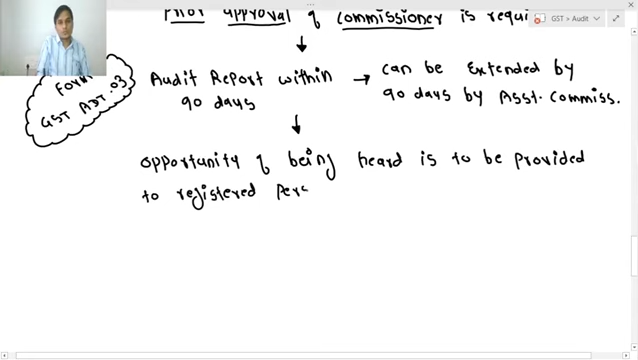 GST > Audit
Prior approval of commissioner is requi
FORM
GST ADT-03
Audit Report within 90 days → can be Extended by 90 days by Asst. Commiss.
opportunity of being heard is to be provided
to registered Pers